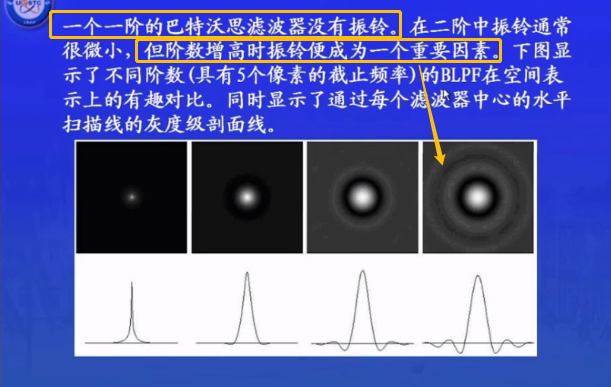 一个一阶的巴特沃思滤波器没有振铃。在二阶中振铃通常
很微小，但阶数增高时振铃便成为一个重要因素。下图显
示了不同阶数(具有5个像素的截止频率)的BLPF在空间表
示上的有趣对比。同时显示了通过每个滤波器中心的水平
扫描线的灰度级剖面线。